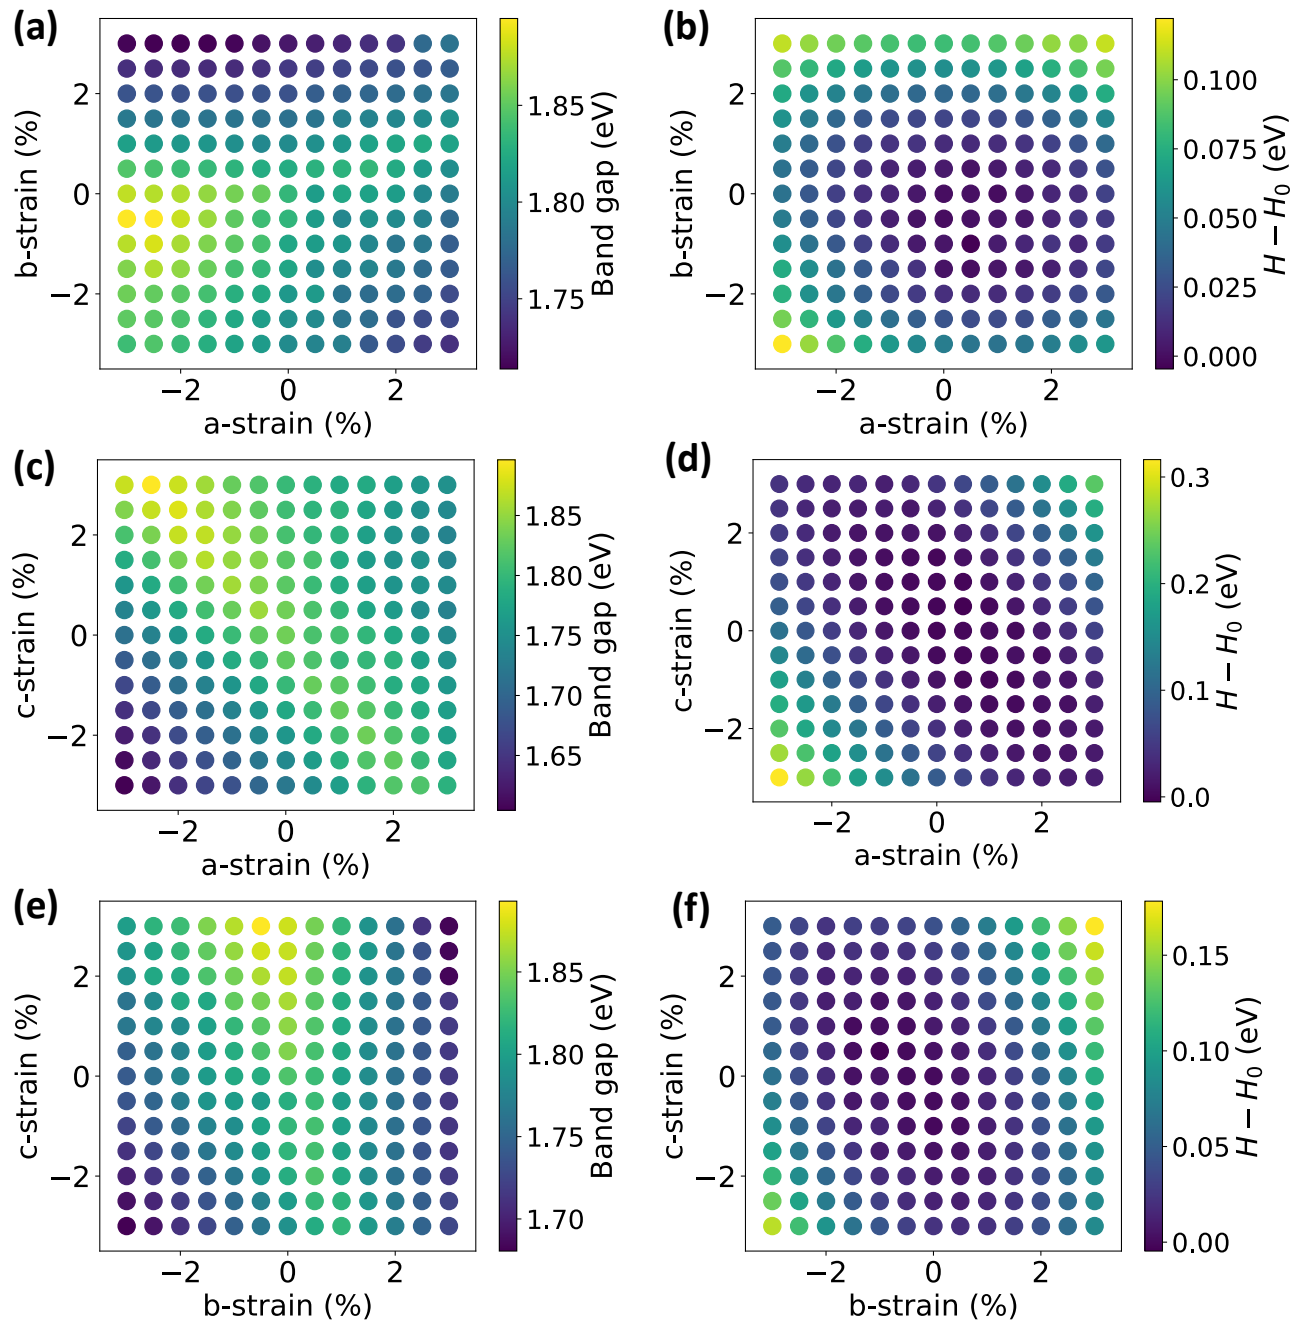 (a)
b-strain (%)
2
0
−2
−2
0
2
a-strain (%)
1.85
1.80
1.75
Band gap (eV)
(b)
b-strain (%)
2
0
−2
−2
0
2
a-strain (%)
0.100
0.075
0.050
0.025
0.000
H − H₀ (eV)
(c)
c-strain (%)
2
0
−2
−2
0
2
a-strain (%)
1.85
1.80
1.75
1.70
1.65
Band gap (eV)
(d)
c-strain (%)
2
0
−2
−2
0
2
a-strain (%)
0.3
0.2
0.1
0.0
H − H₀ (eV)
(e)
c-strain (%)
2
0
−2
−2
0
2
b-strain (%)
1.85
1.80
1.75
1.70
Band gap (eV)
(f)
c-strain (%)
2
0
−2
−2
0
2
b-strain (%)
0.15
0.10
0.05
0.00
H − H₀ (eV)